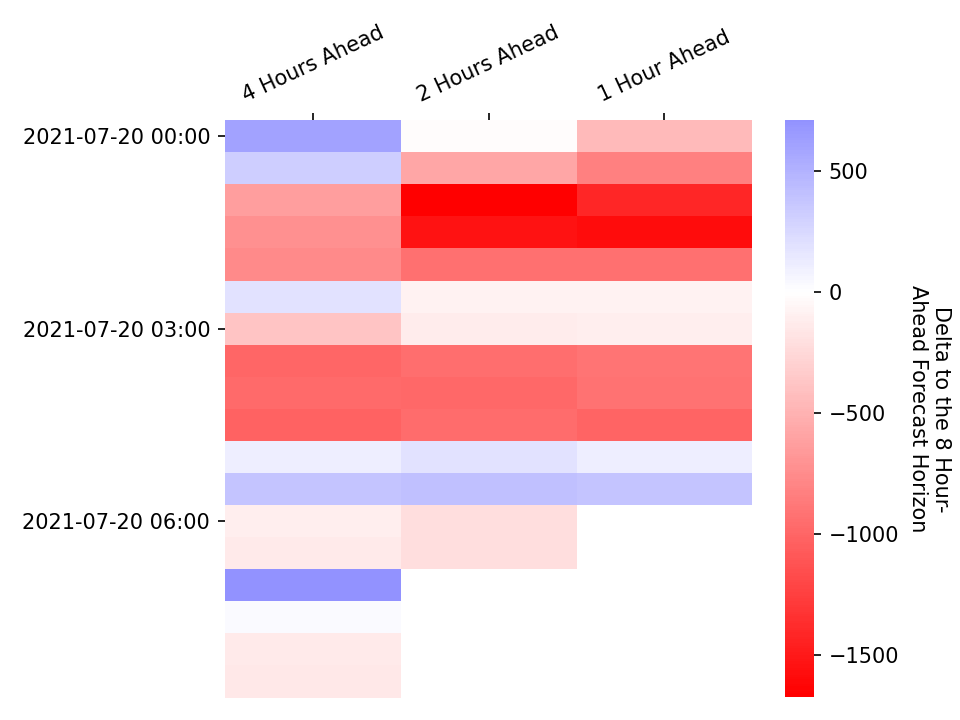 4 Hours Ahead
2 Hours Ahead
1 Hour Ahead
2021-07-20 00:00
2021-07-20 03:00
2021-07-20 06:00
500
0
−500
−1000
−1500
Delta to the 8 Hour-
Ahead Forecast Horizon